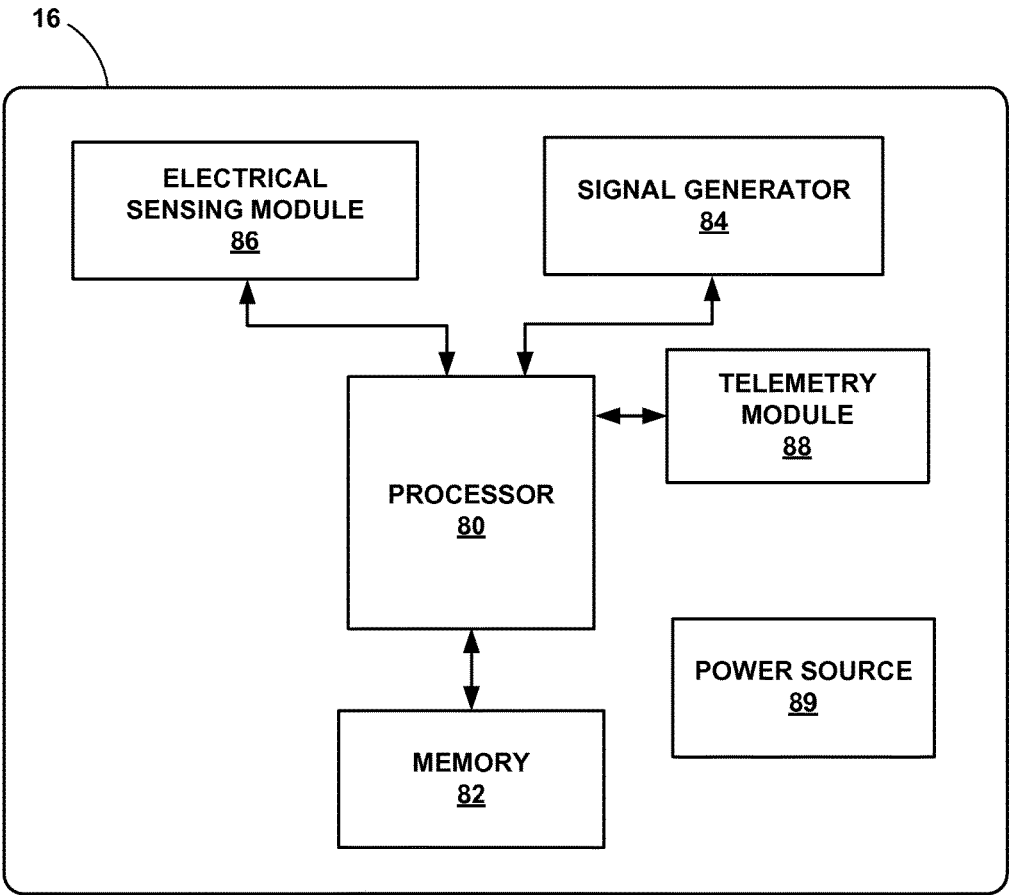 16
ELECTRICAL
SENSING MODULE
86
SIGNAL GENERATOR
84
TELEMETRY
MODULE
88
PROCESSOR
80
POWER SOURCE
89
MEMORY
82